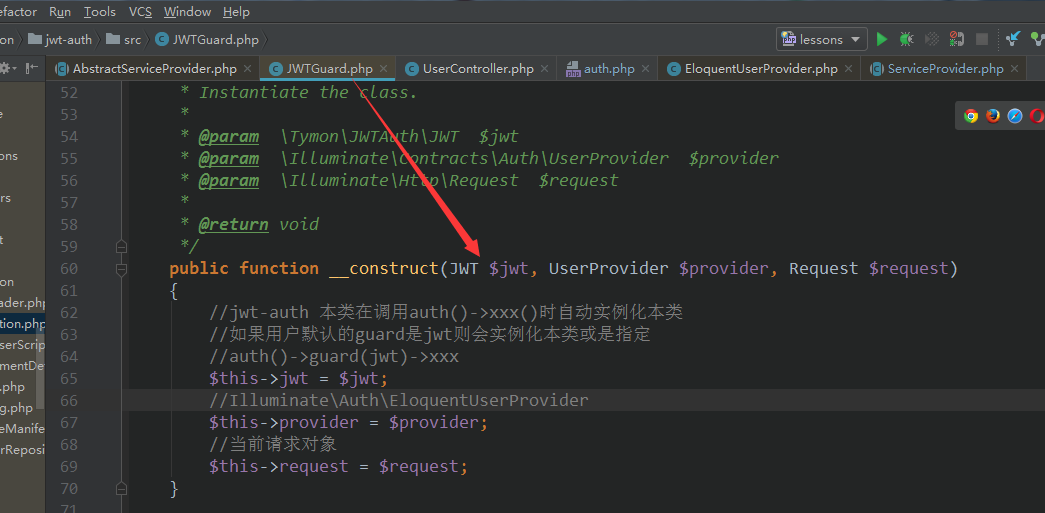 efactor Run Tools VCS Window Help
on jwt-auth src JWTGuard.php lessons
AbstractServiceProvider.php JWTGuard.php UserController.php auth.php EloquentUserProvider.php ServiceProvider.php
e
ons
rs
t
on
ader.php
tion.php
serScrip
mentDe
.php
g.php
eManife
rReposi
52 * Instantiate the class.
53 *
54 * @param \Tymon\JWTAuth\JWT $jwt
55 * @param \Illuminate\Contracts\Auth\UserProvider $provider
56 * @param \Illuminate\Http\Request $request
57 *
58 * @return void
59 */
60 public function __construct(JWT $jwt, UserProvider $provider, Request $request)
61 {
62 //jwt-auth 本类在调用auth()->xxx()时自动实例化本类
63 //如果用户默认的guard是jwt则会实例化本类或是指定
64 //auth()->guard(jwt)->xxx
65 $this->jwt = $jwt;
66 //Illuminate\Auth\EloquentUserProvider
67 $this->provider = $provider;
68 //当前请求对象
69 $this->request = $request;
70 }
71